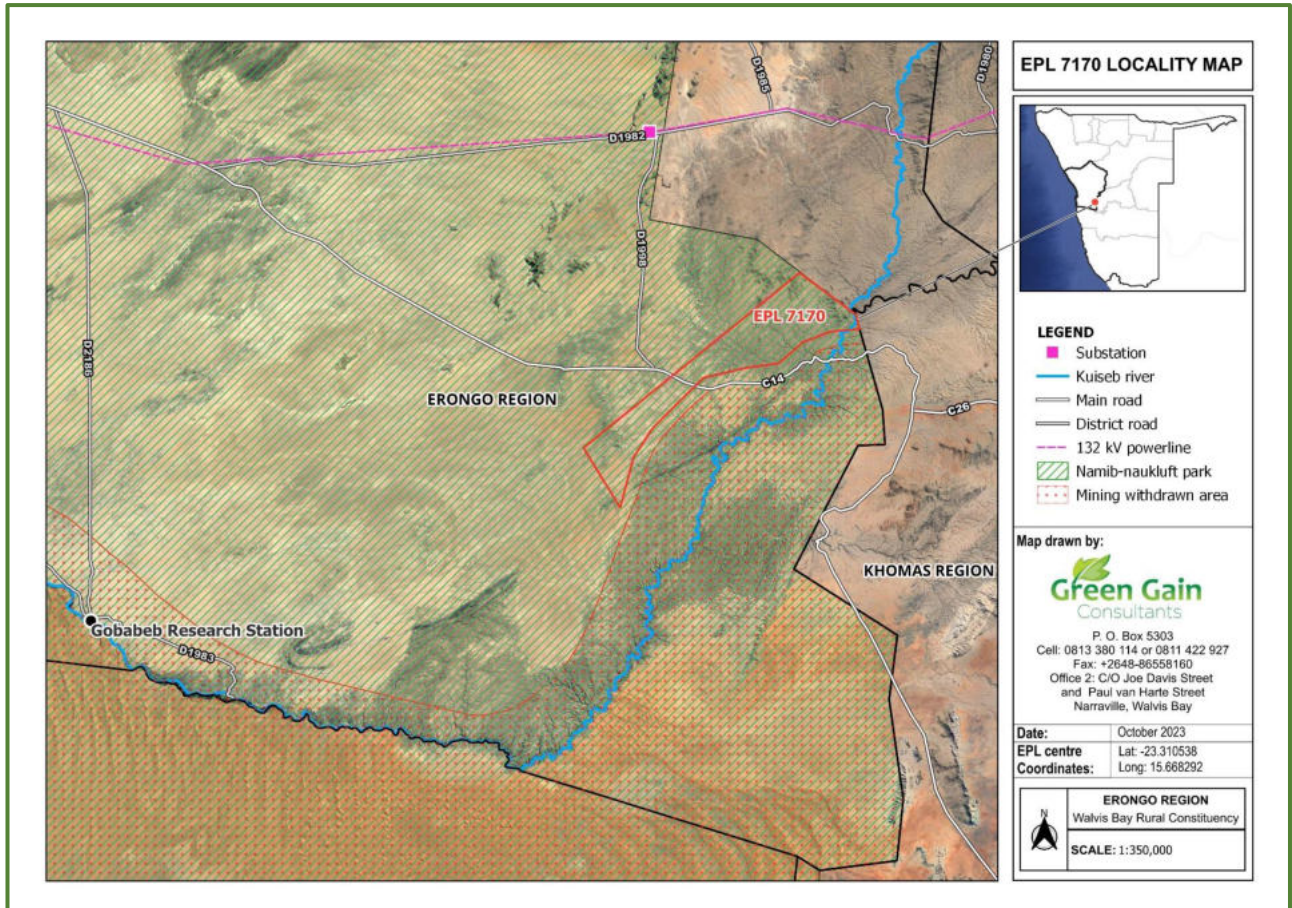 EPL 7170 LOCALITY MAP
D1982
D1985
D1980
D1998
D2186
EPL 7170
ERONGO REGION
C14
C26
KHOMAS REGION
Gobabeb Research Station
D1983
LEGEND
Substation
Kuiseb river
Main road
District road
132 kV powerline
Namib-naukluft park
Mining withdrawn area
Map drawn by:
Green Gain
Consultants
P. O. Box 5303
Cell: 0813 380 114 or 0811 422 927
Fax: +2648-86558160
Office 2: C/O Joe Davis Street
and Paul van Harte Street
Narraville, Walvis Bay
Date: October 2023
EPL centre Lat: -23.310538
Coordinates: Long: 15.668292
N
ERONGO REGION
Walvis Bay Rural Constituency
SCALE: 1:350,000